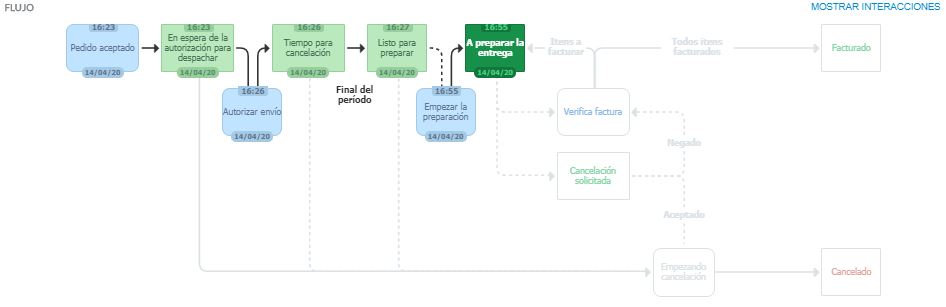 FLUJO
MOSTRAR INTERACCIONES
16:23
Pedido aceptado
14/04/20
16:23
En espera de la
autorización para
despachar
14/04/20
16:26
Autorizar envío
14/04/20
16:26
Tiempo para
cancelación
14/04/20
Final del
período
16:27
Listo para
preparar
14/04/20
16:55
Empezar la
preparación
14/04/20
16:55
A preparar la
entrega
14/04/20
Itens a
facturar
Todos itens
facturados
Facturado
Verifica factura
Negado
Cancelación
solicitada
Aceptado
Empezando
cancelación
Cancelado